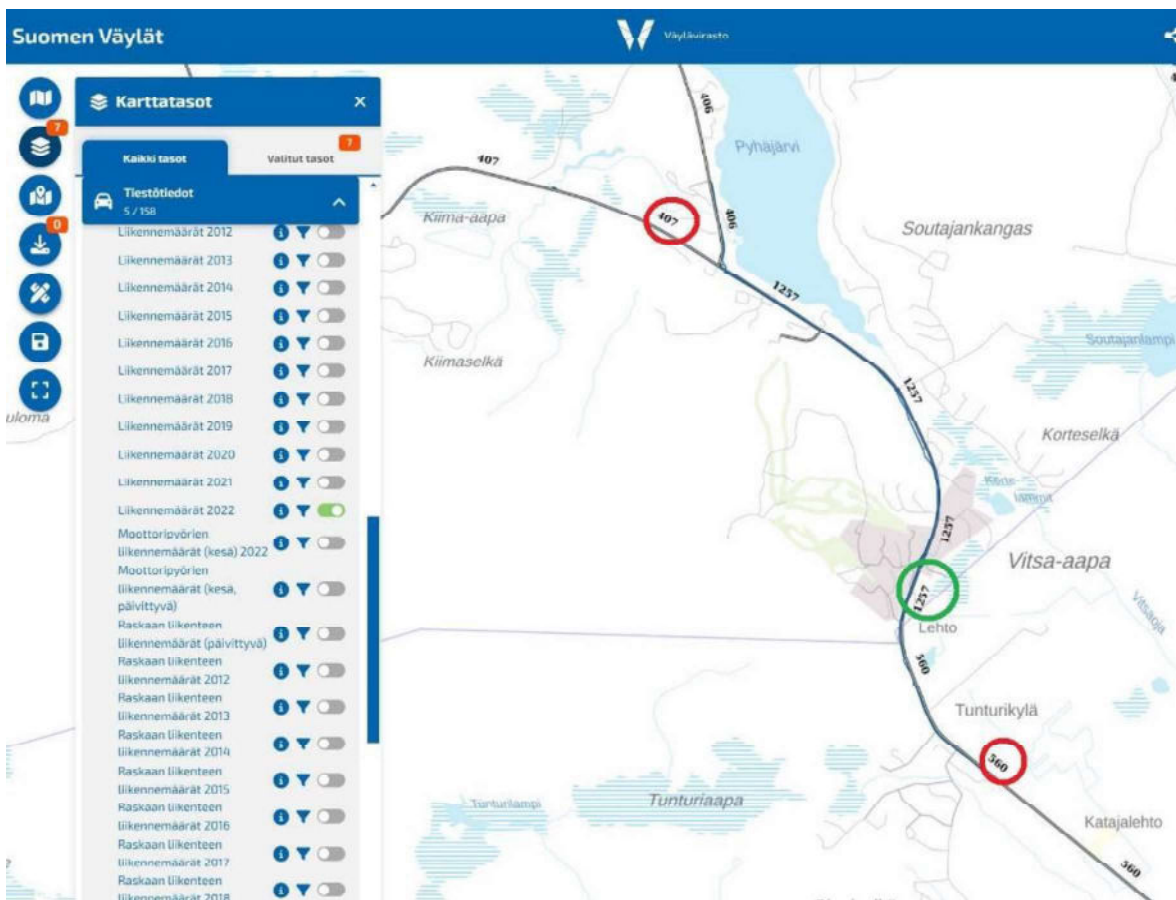 Suomen Väylät
Väylävirasto
Karttatasot
×
7
7
0
Kaikki tasot
Valitut tasot
Tiestötiedot
5 / 158
Liikennemäärät 2012
Liikennemäärät 2013
Liikennemäärät 2014
Liikennemäärät 2015
Liikennemäärät 2016
Liikennemäärät 2017
Liikennemäärät 2018
Liikennemäärät 2019
Liikennemäärät 2020
Liikennemäärät 2021
Liikennemäärät 2022
Moottoripyörien
liikennemäärät (kesä) 2022
Moottoripyörien
liikennemäärät (kesä,
päivittyvä)
Raskaan liikenteen
liikennemäärät (päivittyvä)
Raskaan liikenteen
liikennemäärät 2012
Raskaan liikenteen
liikennemäärät 2013
Raskaan liikenteen
liikennemäärät 2014
Raskaan liikenteen
liikennemäärät 2015
Raskaan liikenteen
liikennemäärät 2016
Raskaan liikenteen
liikennemäärät 2017
Raskaan liikenteen
liikennemäärät 2018
406
Pyhäjärvi
407
407
406
Kiima-aapa
Soutajankangas
1257
Soutajanlampi
Kiimaselkä
1257
uloma
Korteselkä
lammit
1257
Vitsa-aapa
1257
Vitsaoja
Lehto
560
Tunturikylä
560
Tunturilampi
Tunturiaapa
Katajalehto
560